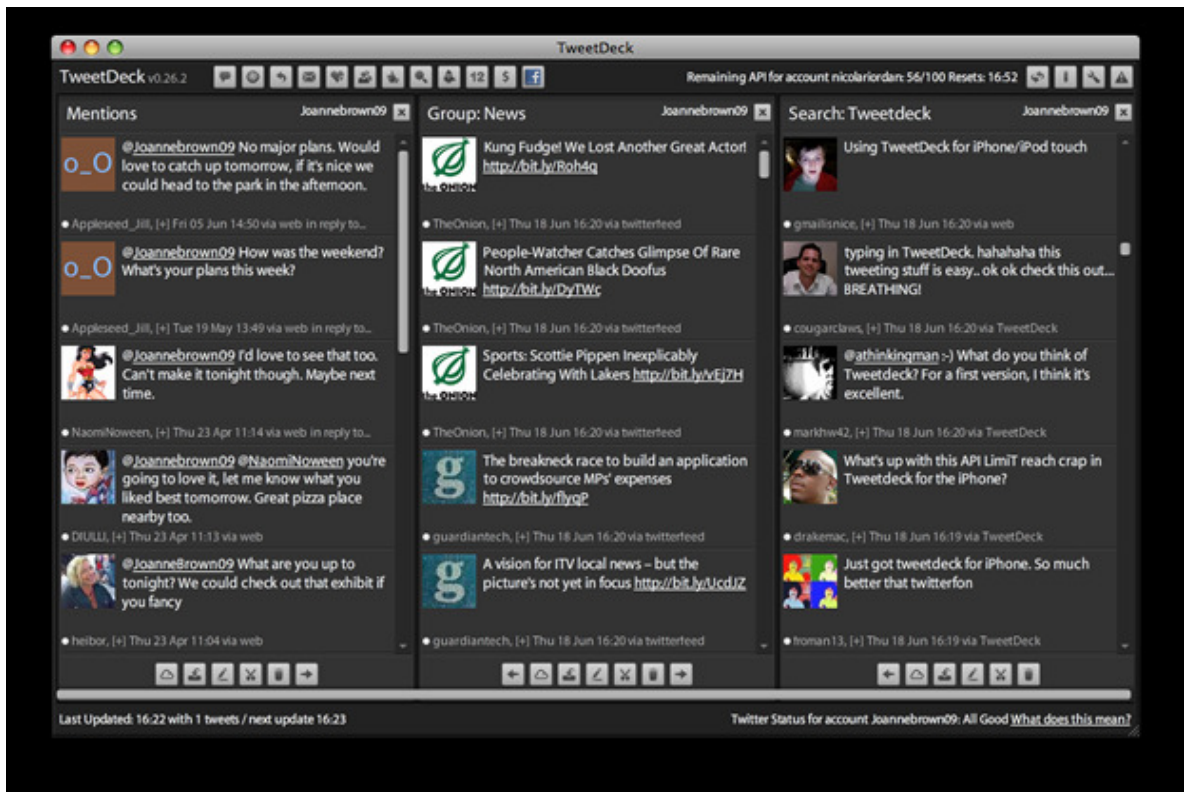 TweetDeck
TweetDeck v0.26.2
12
$
f
Remaining API for account nicolariordan: 56/100 Resets: 16:52
Mentions
Joannebrown09
o_O
@Joannebrown09 No major plans. Would
love to catch up tomorrow, if it's nice we
could head to the park in the afternoon.
Appleseed_Jill, [+] Fri 05 Jun 14:50 via web in reply to...
o_O
@Joannebrown09 How was the weekend?
What's your plans this week?
Appleseed_Jill, [+] Tue 19 May 13:49 via web in reply to...
@Joannebrown09 I'd love to see that too.
Can't make it tonight though. Maybe next
time.
NaomiNoween, [+] Thu 23 Apr 11:14 via web in reply to...
@Joannebrown09 @NaomiNoween you're
going to love it, let me know what you
liked best tomorrow. Great pizza place
nearby too.
DIULLI, [+] Thu 23 Apr 11:13 via web
@JoanneBrown09 What are you up to
tonight? We could check out that exhibit if
you fancy
heibor, [+] Thu 23 Apr 11:04 via web
Group: News
Joannebrown09
the ONION
Kung Fudge! We Lost Another Great Actor!
http://bit.ly/Roh4q
TheOnion, [+] Thu 18 Jun 16:20 via twitterfeed
the ONION
People-Watcher Catches Glimpse Of Rare
North American Black Doofus
http://bit.ly/DyTWc
TheOnion, [+] Thu 18 Jun 16:20 via twitterfeed
the ONION
Sports: Scottie Pippen Inexplicably
Celebrating With Lakers http://bit.ly/vEj7H
TheOnion, [+] Thu 18 Jun 16:20 via twitterfeed
g
The breakneck race to build an application
to crowdsource MPs' expenses
http://bit.ly/flyqP
guardiantech, [+] Thu 18 Jun 16:20 via twitterfeed
g
A vision for ITV local news – but the
picture's not yet in focus http://bit.ly/UcdJZ
guardiantech, [+] Thu 18 Jun 16:20 via twitterfeed
Search: Tweetdeck
Joannebrown09
Using TweetDeck for iPhone/iPod touch
gmailisnice, [+] Thu 18 Jun 16:20 via web
typing in TweetDeck. hahahaha this
tweeting stuff is easy.. ok ok check this out...
BREATHING!
cougarclaws, [+] Thu 18 Jun 16:20 via TweetDeck
@athinkingman :-) What do you think of
Tweetdeck? For a first version, I think it's
excellent.
markhw42, [+] Thu 18 Jun 16:20 via TweetDeck
What's up with this API LimiT reach crap in
Tweetdeck for the iPhone?
drakemac, [+] Thu 18 Jun 16:19 via TweetDeck
Just got tweetdeck for iPhone. So much
better that twitterfon
froman13, [+] Thu 18 Jun 16:19 via TweetDeck
Last Updated: 16:22 with 1 tweets / next update 16:23
Twitter Status for account Joannebrown09: All Good What does this mean?